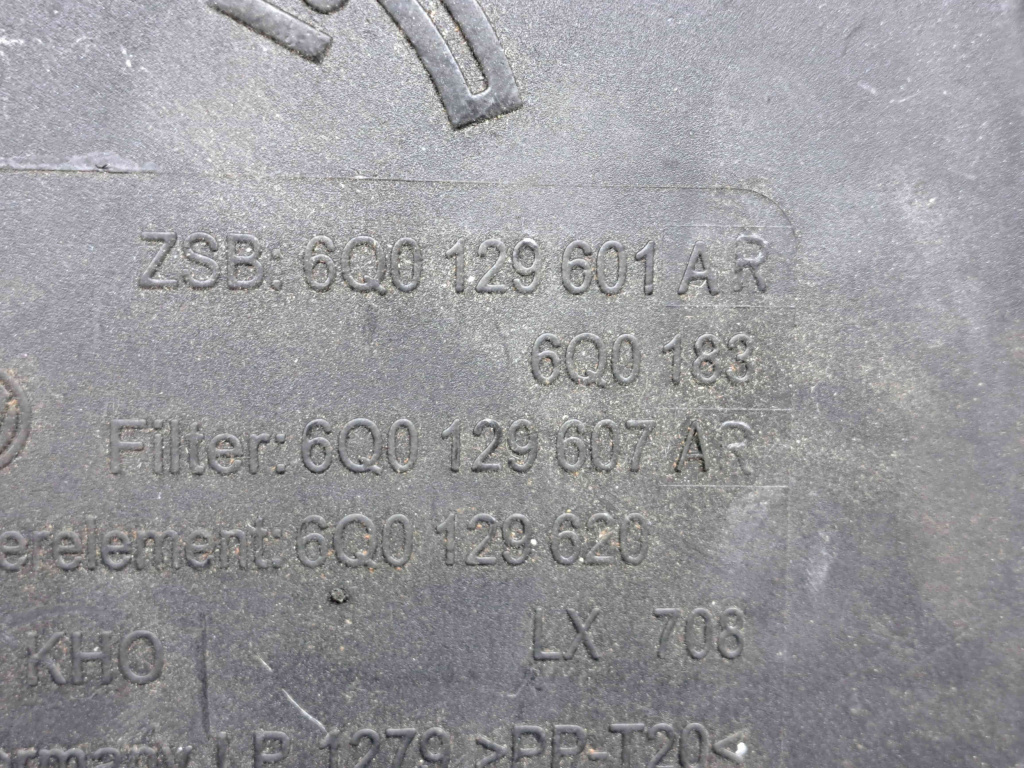 ZSB: 6Q0 129 601 AR
6Q0 183
Filter: 6Q0 129 607 AR
erelement: 6Q0 129 620
KHO LX 708
ermany LP 1279 >PP-T20<